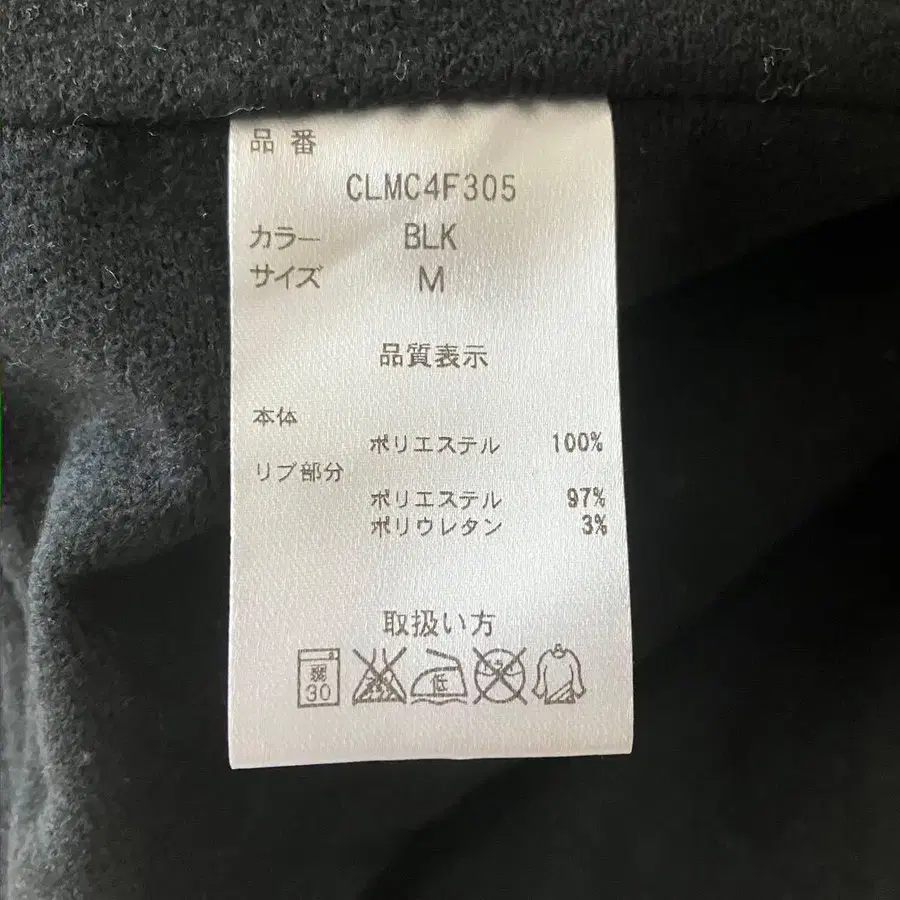 品 番
CLMC4F305
カラー BLK
サイズ M
品質表示
本体
ポリエステル 100%
リブ部分
ポリエステル 97%
ポリウレタン 3%
取扱い方
弱 低
30